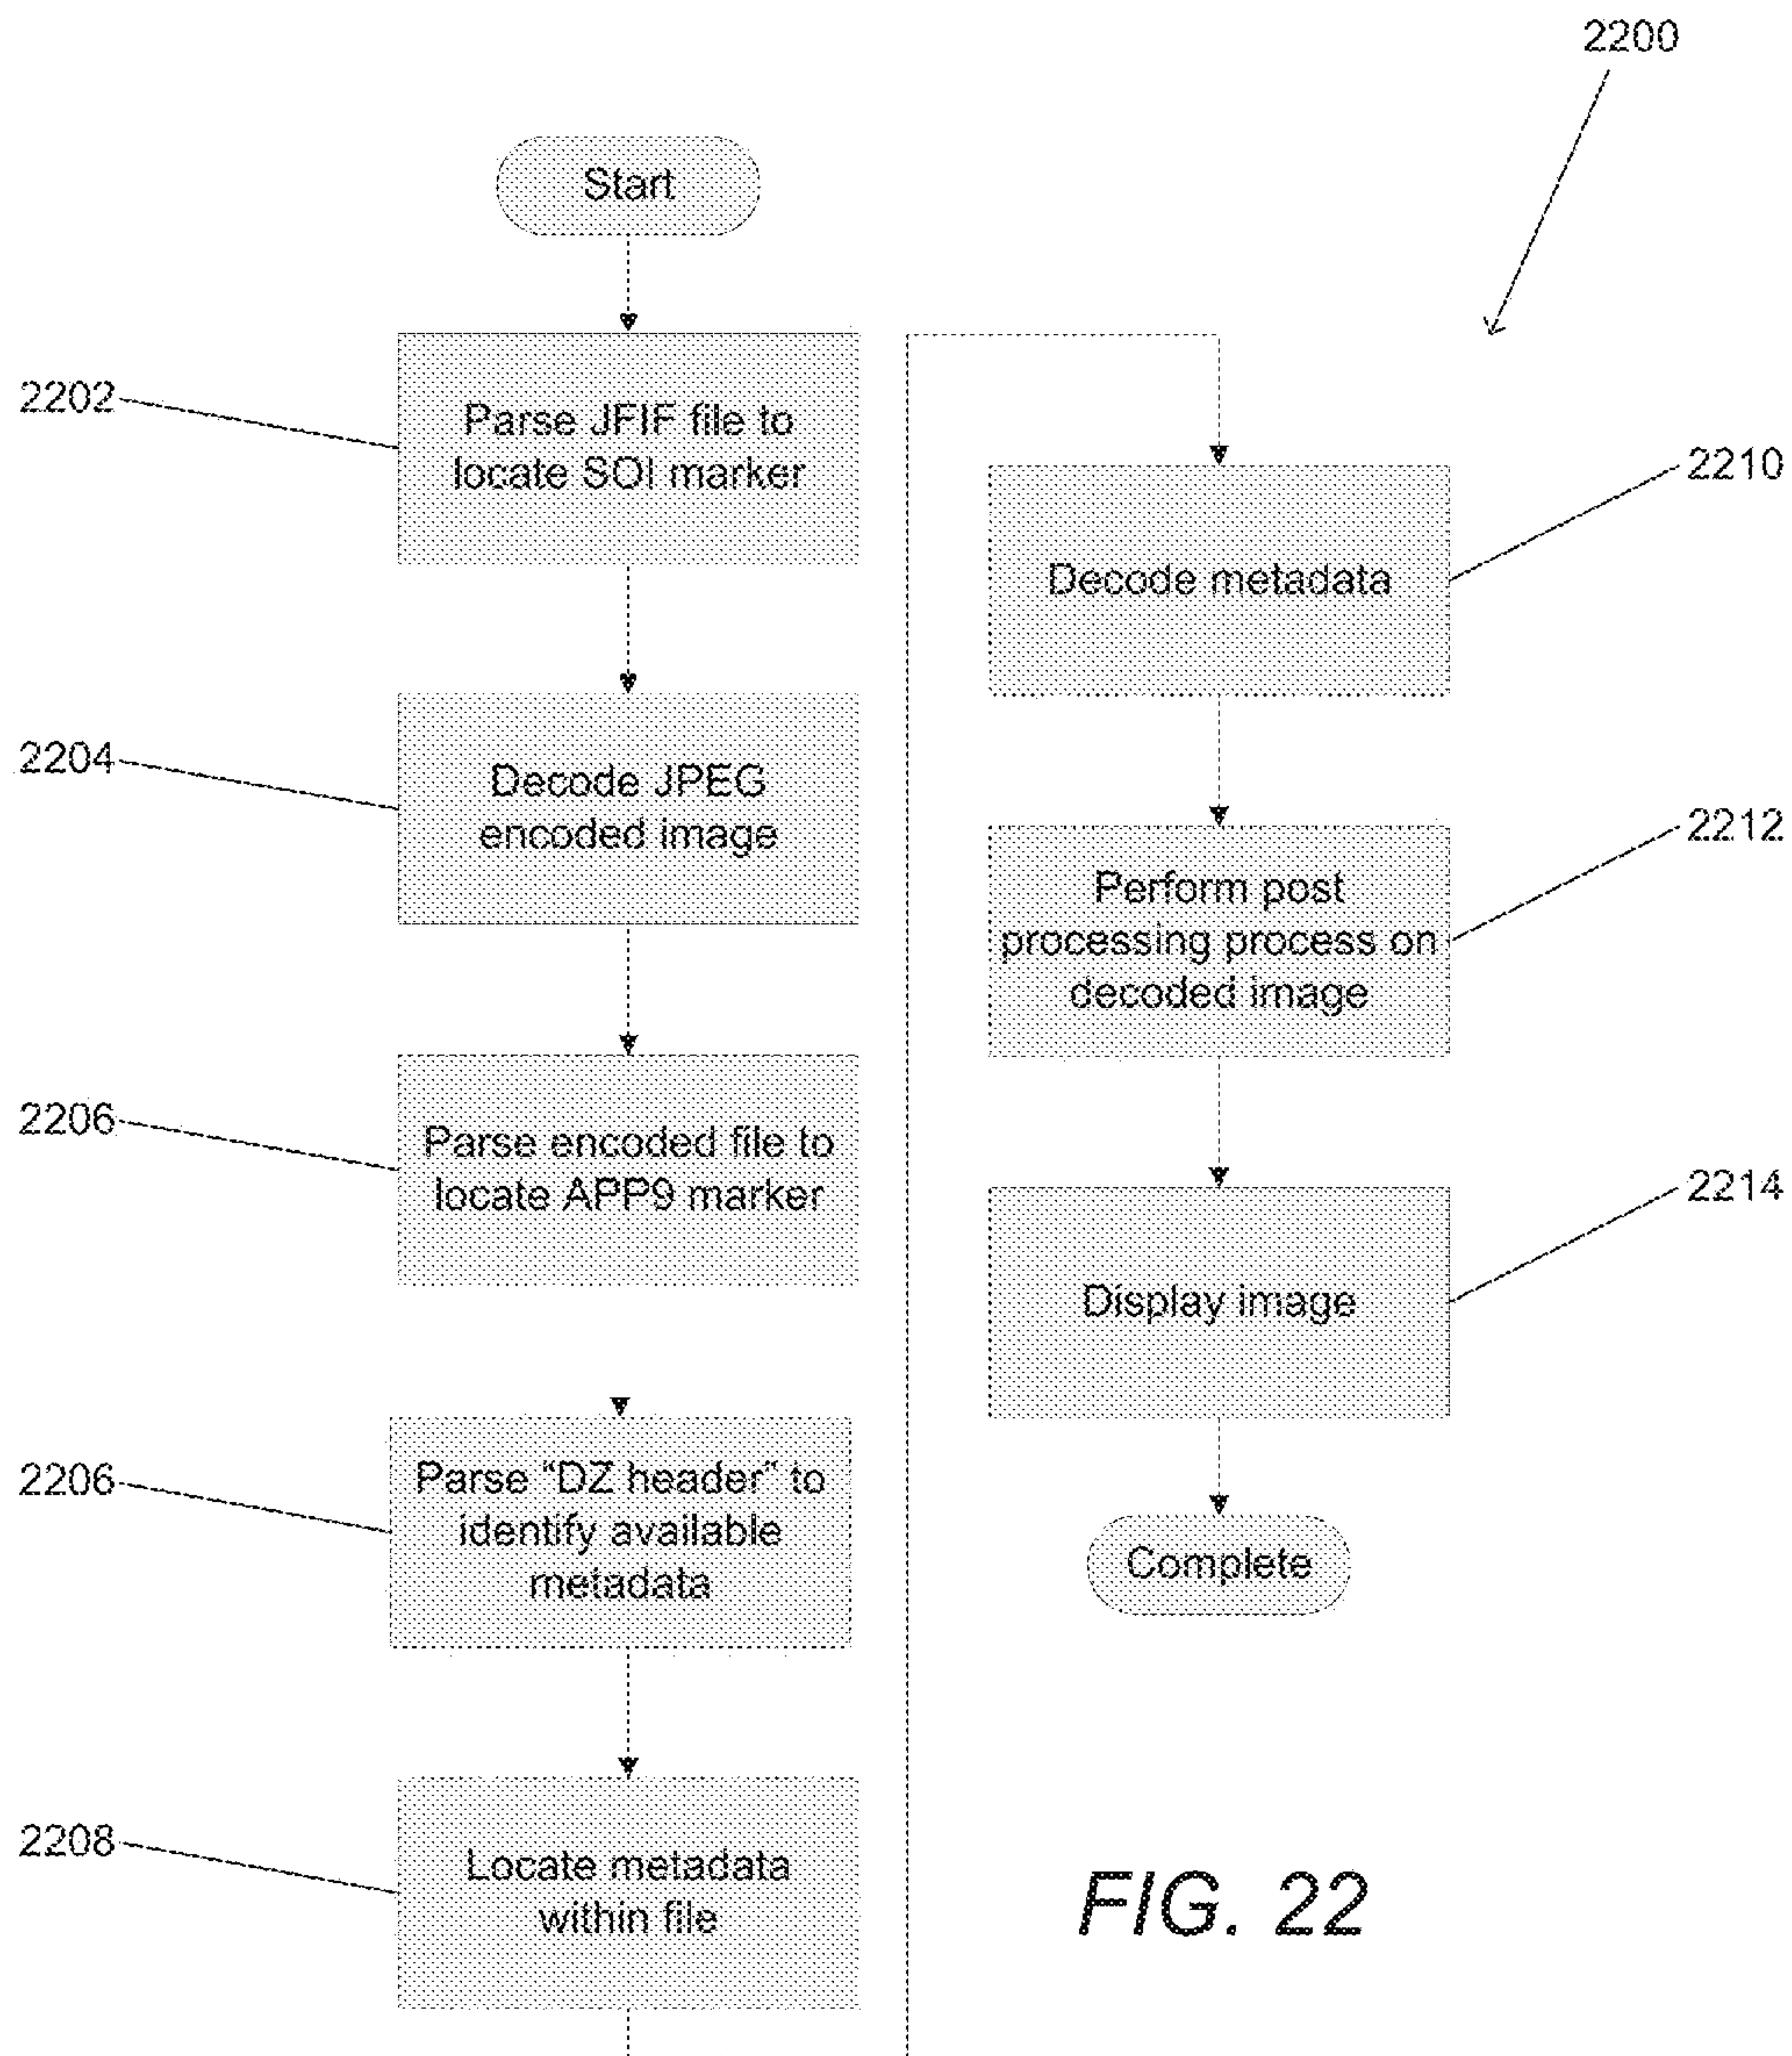 2200
Start
2202
Parse JFIF file to
locate SOI marker
2204
Decode JPEG
encoded image
2206
Parse encoded file to
locate APP9 marker
2206
Parse “DZ header” to
identify available
metadata
2208
Locate metadata
within file
2210
Decode metadata
2212
Perform post
processing process on
decoded image
2214
Display image
Complete
FIG. 22